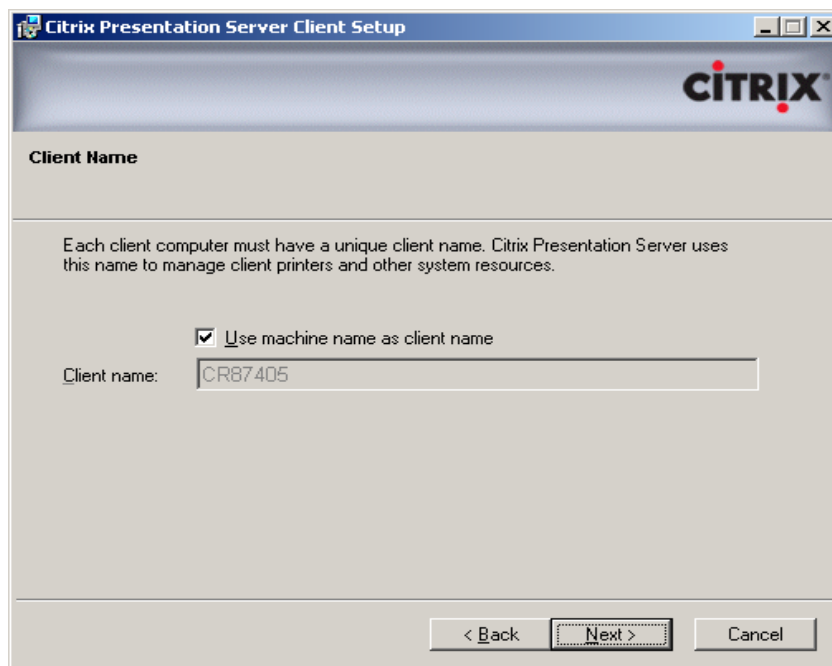 Citrix Presentation Server Client Setup
CITRIX
Client Name
Each client computer must have a unique client name. Citrix Presentation Server uses
this name to manage client printers and other system resources.
Use machine name as client name
Client name: CR87405
< Back Next > Cancel